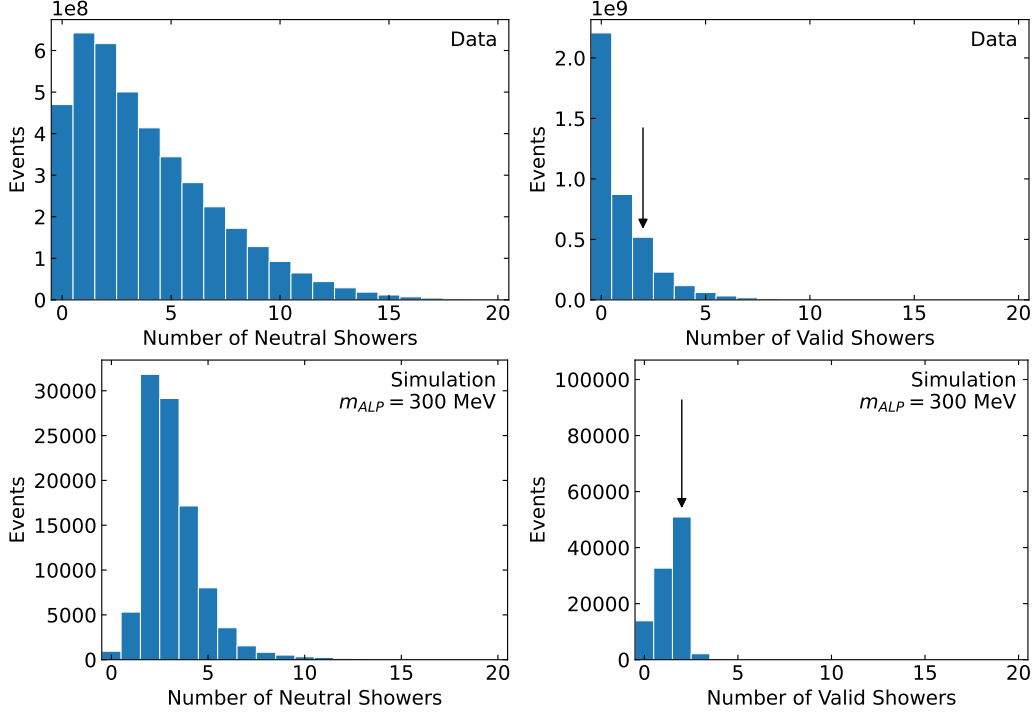 1e8
Data
6
5
4
3
2
1
0
Events
0 5 10 15 20
Number of Neutral Showers
1e9
Data
2.0
1.5
1.0
0.5
0.0
Events
0 5 10 15 20
Number of Valid Showers
Simulation
m_ALP = 300 MeV
30000
25000
20000
15000
10000
5000
0
Events
0 5 10 15 20
Number of Neutral Showers
Simulation
m_ALP = 300 MeV
100000
80000
60000
40000
20000
0
Events
0 5 10 15 20
Number of Valid Showers